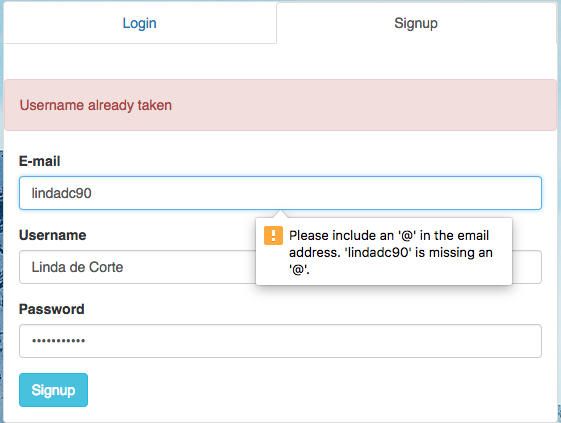 Login
Signup
Username already taken
E-mail
lindadc90
Please include an '@' in the email
address. 'lindadc90' is missing an
'@'.
Username
Linda de Corte
Password
•••••••••••
Signup